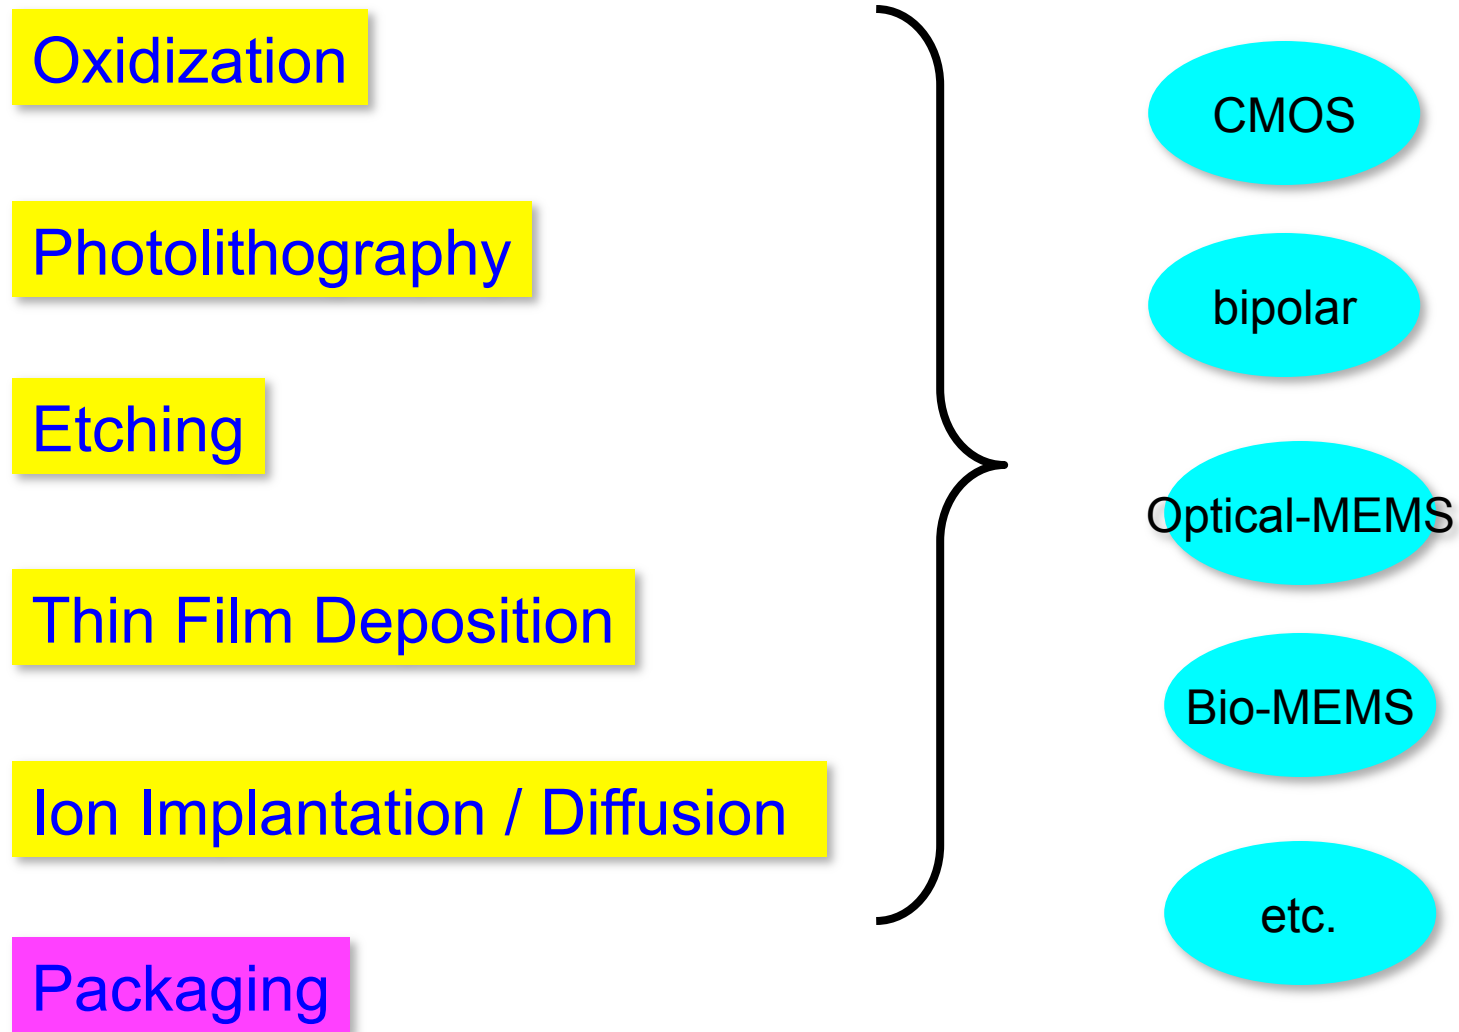 Oxidization
Photolithography
Etching
Thin Film Deposition
Ion Implantation / Diffusion
Packaging
CMOS
bipolar
Optical-MEMS
Bio-MEMS
etc.